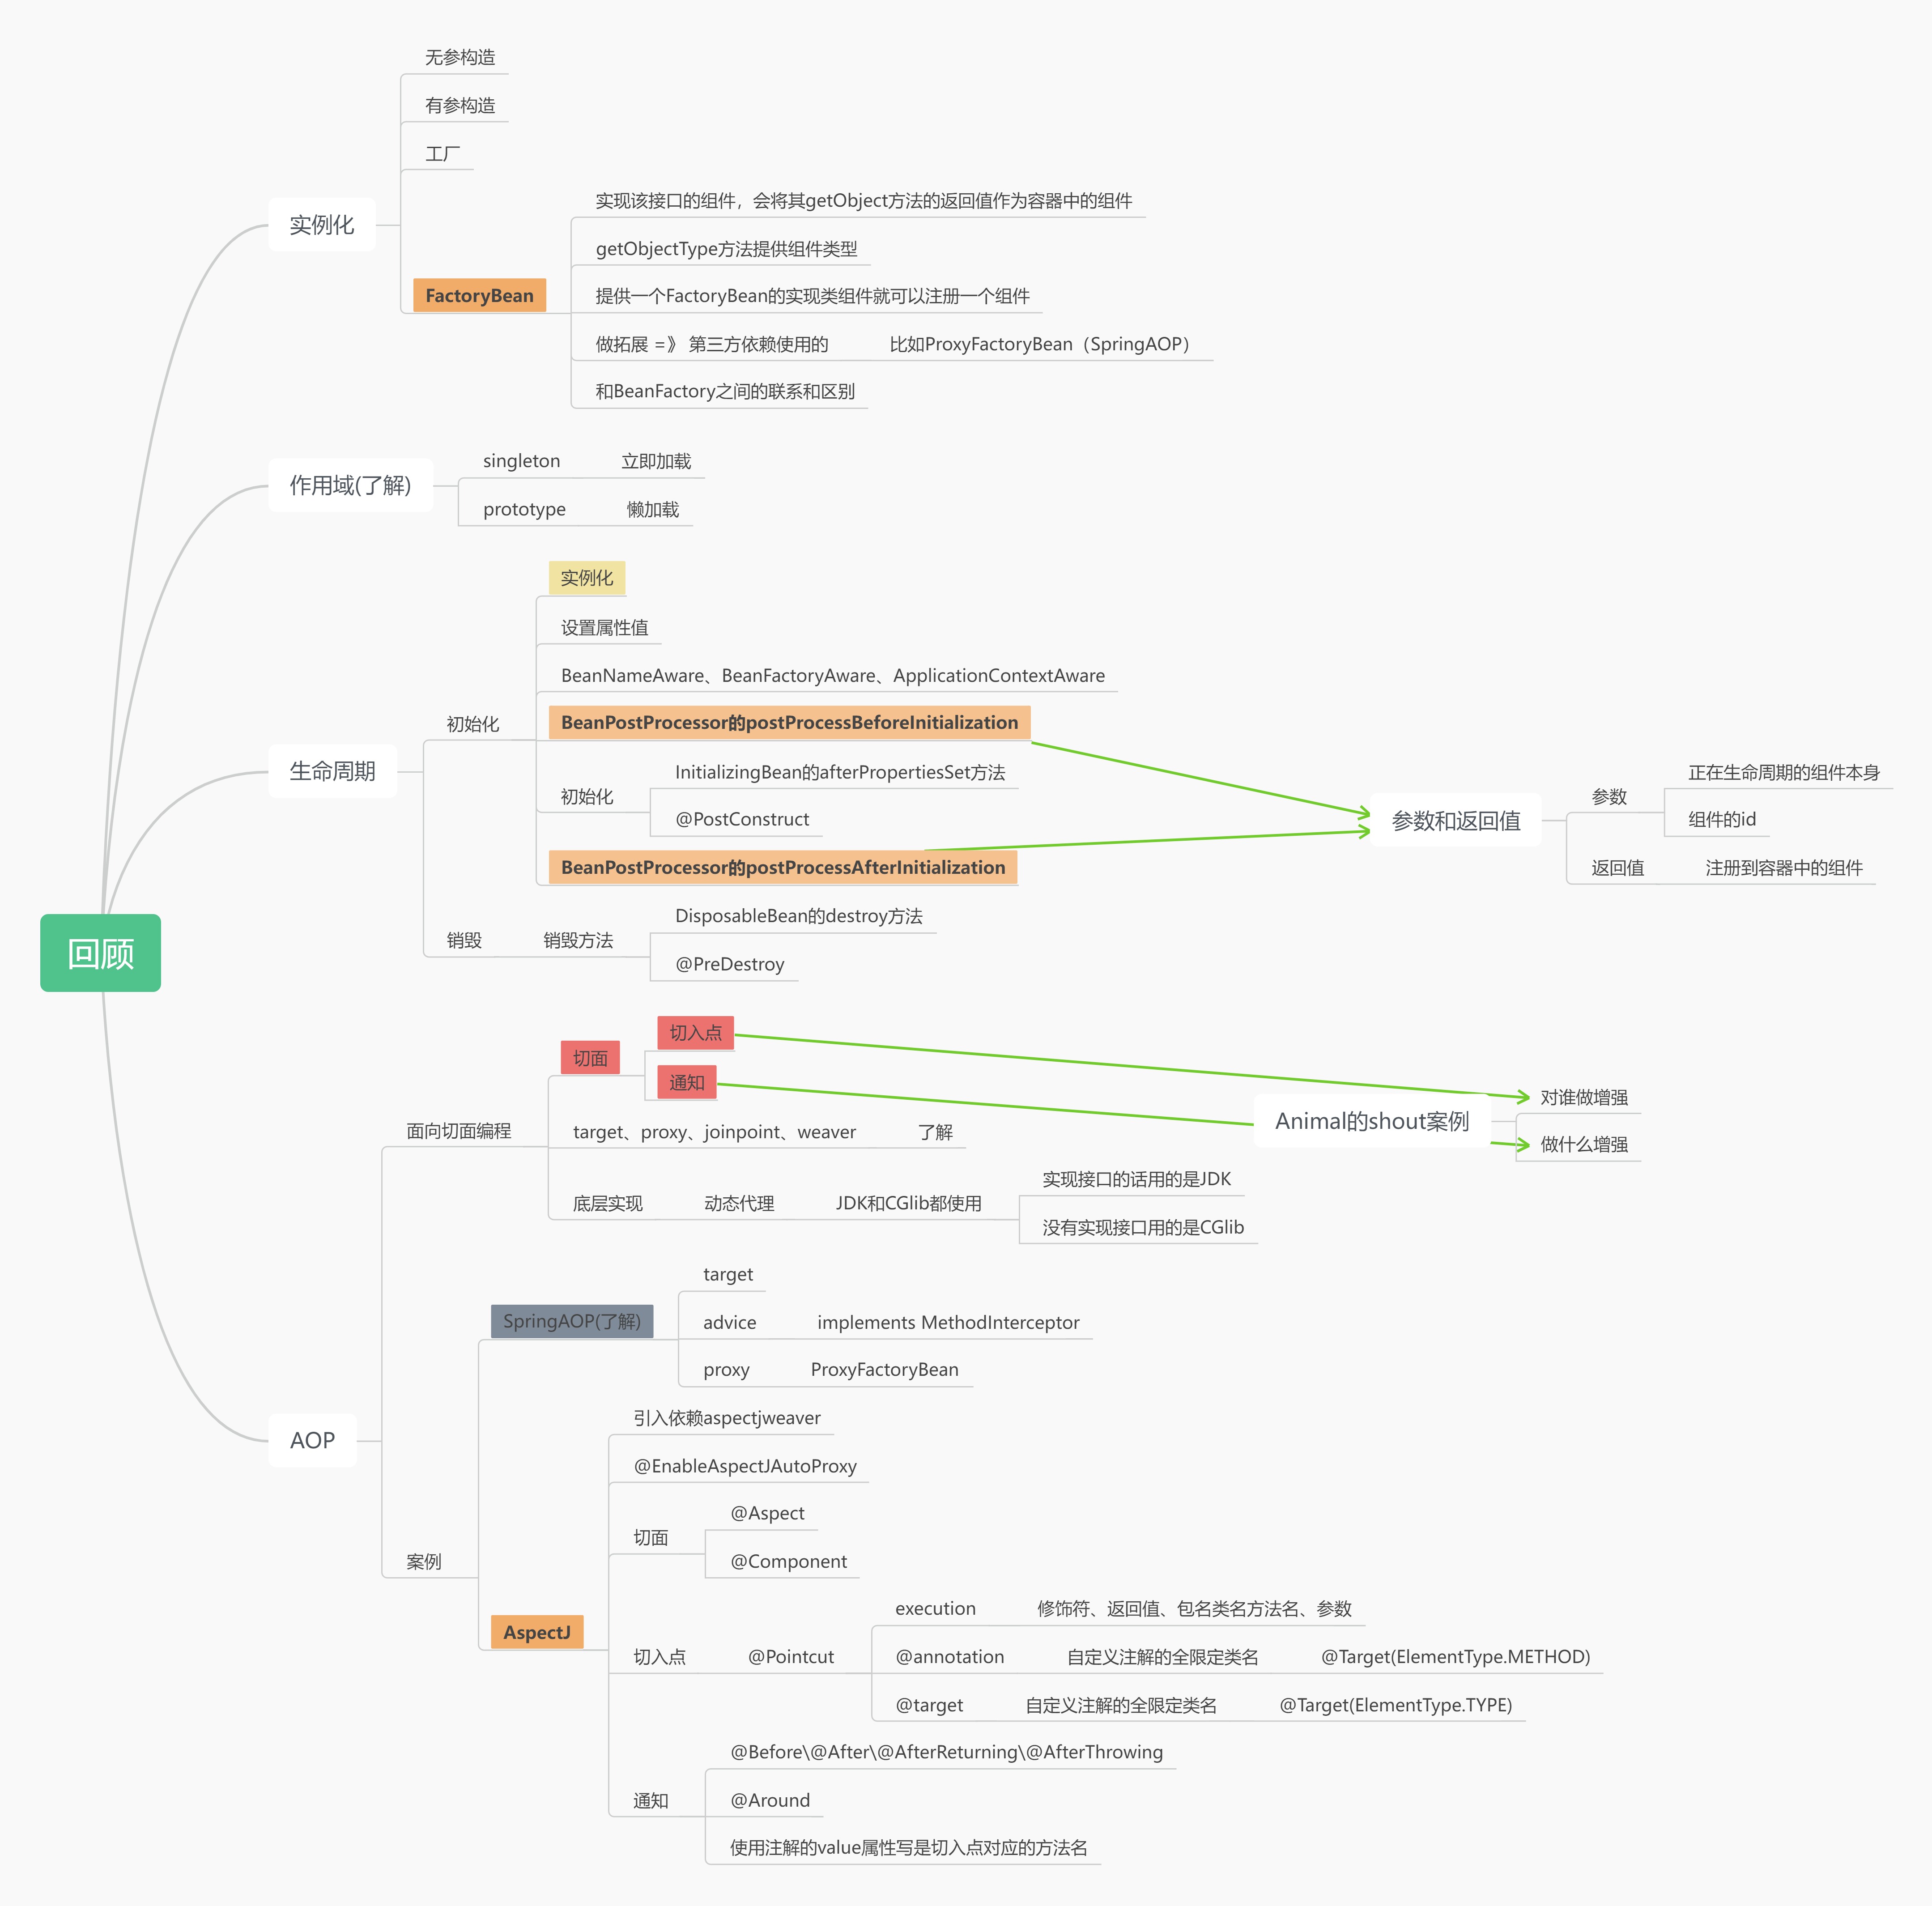 回顾
实例化
无参构造
有参构造
工厂
FactoryBean
实现该接口的组件，会将其getObject方法的返回值作为容器中的组件
getObjectType方法提供组件类型
提供一个FactoryBean的实现类组件就可以注册一个组件
做拓展 =》 第三方依赖使用的
比如ProxyFactoryBean（SpringAOP）
和BeanFactory之间的联系和区别
作用域(了解)
singleton
立即加载
prototype
懒加载
生命周期
初始化
实例化
设置属性值
BeanNameAware、BeanFactoryAware、ApplicationContextAware
BeanPostProcessor的postProcessBeforeInitialization
初始化
InitializingBean的afterPropertiesSet方法
@PostConstruct
BeanPostProcessor的postProcessAfterInitialization
销毁
销毁方法
DisposableBean的destroy方法
@PreDestroy
参数和返回值
参数
正在生命周期的组件本身
组件的id
返回值
注册到容器中的组件
AOP
面向切面编程
切面
切入点
通知
target、proxy、joinpoint、weaver
了解
底层实现
动态代理
JDK和CGlib都使用
实现接口的话用的是JDK
没有实现接口用的是CGlib
Animal的shout案例
对谁做增强
做什么增强
案例
SpringAOP(了解)
target
advice
implements MethodInterceptor
proxy
ProxyFactoryBean
AspectJ
引入依赖aspectjweaver
@EnableAspectJAutoProxy
切面
@Aspect
@Component
切入点
@Pointcut
execution
修饰符、返回值、包名类名方法名、参数
@annotation
自定义注解的全限定类名
@Target(ElementType.METHOD)
@target
自定义注解的全限定类名
@Target(ElementType.TYPE)
通知
@Before\@After\@AfterReturning\@AfterThrowing
@Around
使用注解的value属性写是切入点对应的方法名